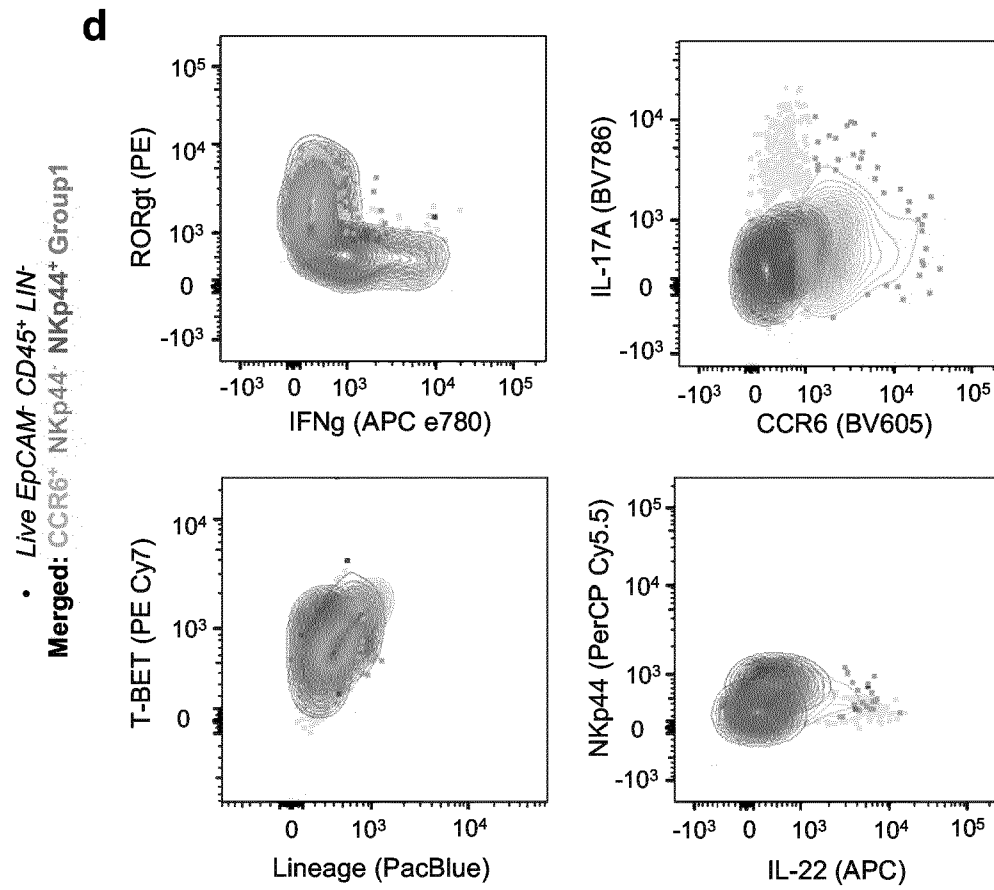 d
• Live EpCAM- CD45+ LIN-
Merged: CCR6+ NKp44- NKp44+ Group1
10⁵
10⁴
10³
0
-10³
RORgt (PE)
-10³ 0 10³ 10⁴ 10⁵
IFNg (APC e780)
10⁴
10³
0
-10³
IL-17A (BV786)
-10³ 0 10³ 10⁴ 10⁵
CCR6 (BV605)
10⁴
10³
0
T-BET (PE Cy7)
0 10³ 10⁴
Lineage (PacBlue)
10⁵
10⁴
10³
0
-10³
NKp44 (PerCP Cy5.5)
-10³ 0 10³ 10⁴ 10⁵
IL-22 (APC)